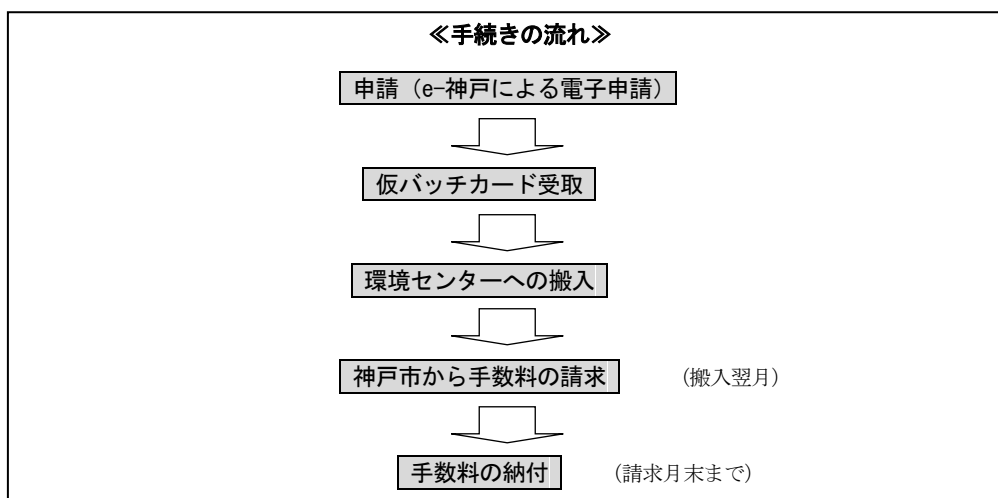 ≪手続きの流れ≫
申請（e-神戸による電子申請）
仮バッチカード受取
環境センターへの搬入
神戸市から手数料の請求　（搬入翌月）
手数料の納付　（請求月末まで）